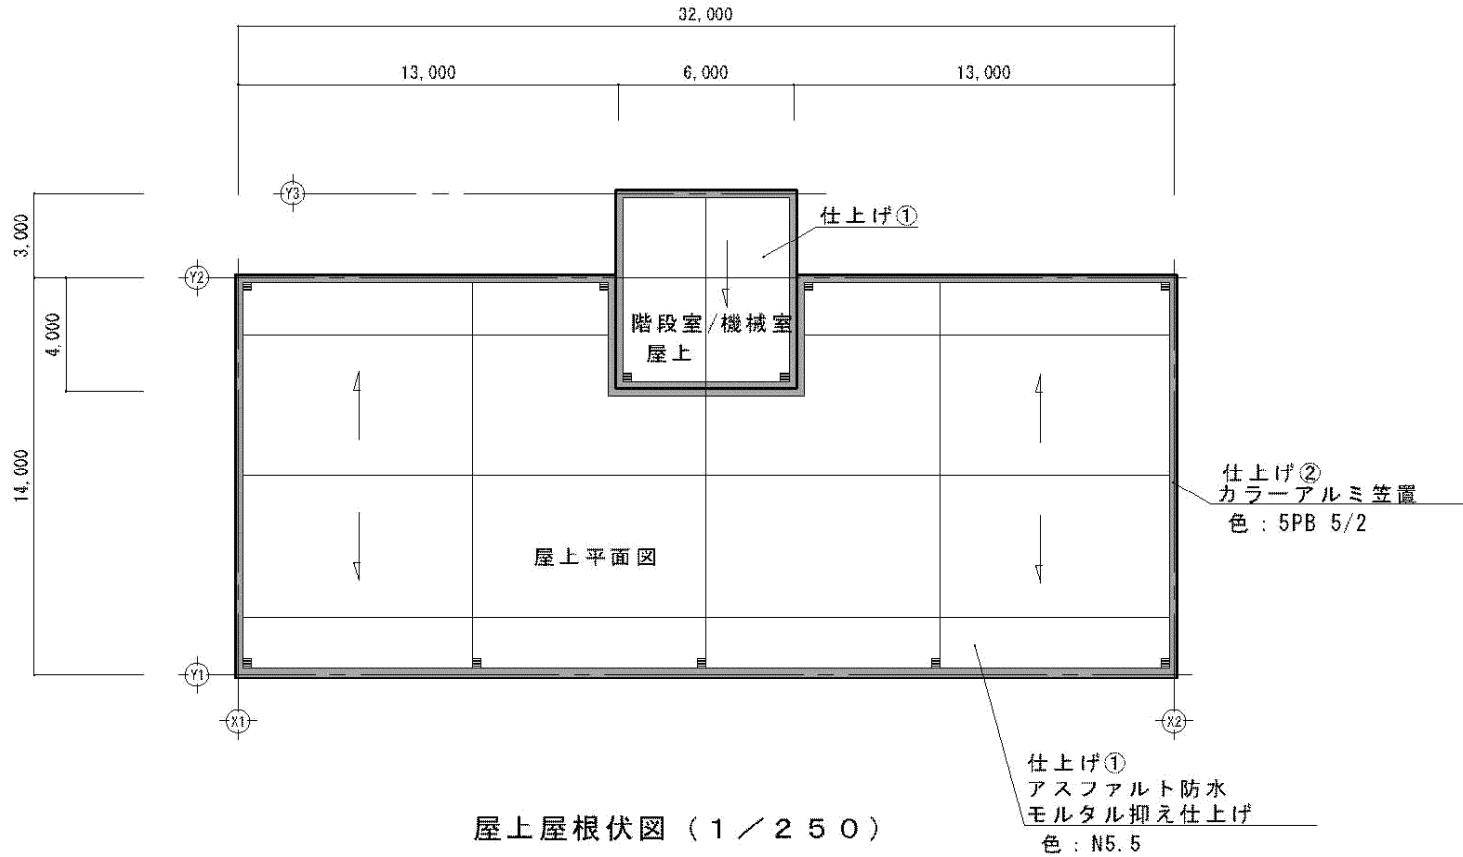 32,000
13,000
6,000
13,000
Y3
3,000
仕上げ①
Y2
4,000
階段室/機械室
屋上
14,000
仕上げ②
カラーアルミ笠置
色：5PB 5/2
屋上平面図
Y1
X1
X2
仕上げ①
アスファルト防水
モルタル抑え仕上げ
色：N5.5
屋上屋根伏図（１／２５０）